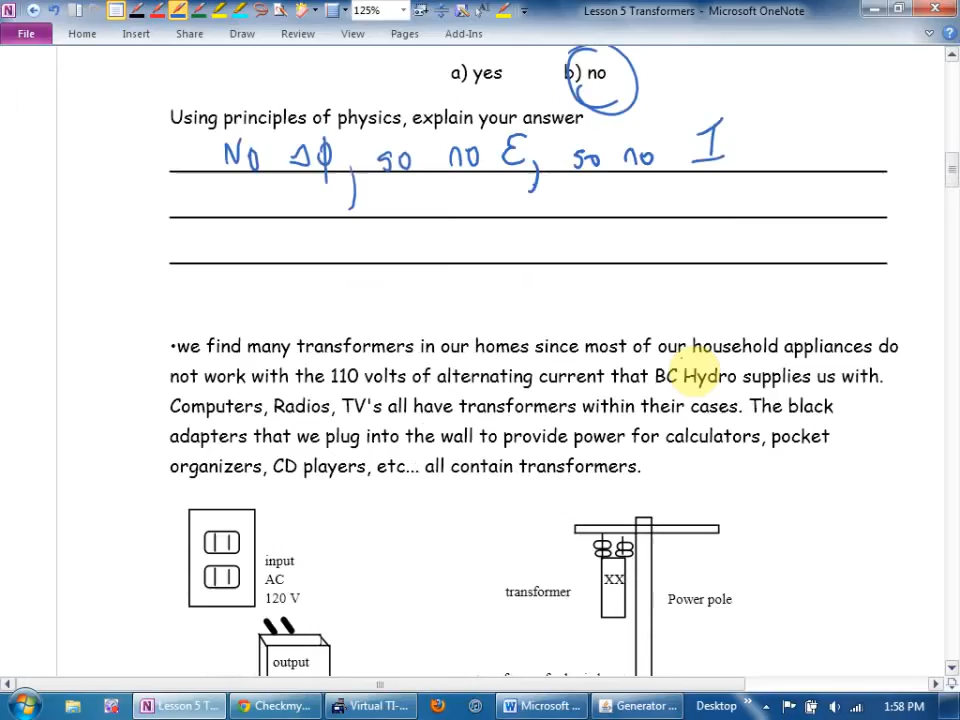 125%
Lesson 5 Transformers - Microsoft OneNote
File Home Insert Share Draw Review View Pages Add-Ins
a) yes b) no
Using principles of physics, explain your answer
No ΔΦ, so no Ɛ, so no I
•we find many transformers in our homes since most of our household appliances do
not work with the 110 volts of alternating current that BC Hydro supplies us with.
Computers, Radios, TV's all have transformers within their cases. The black
adapters that we plug into the wall to provide power for calculators, pocket
organizers, CD players, etc... all contain transformers.
input
AC
120 V
output
transformer
XX
Power pole
Lesson 5 T... Checkmy... Virtual TI-... Microsoft ... Generator ... Desktop 1:58 PM